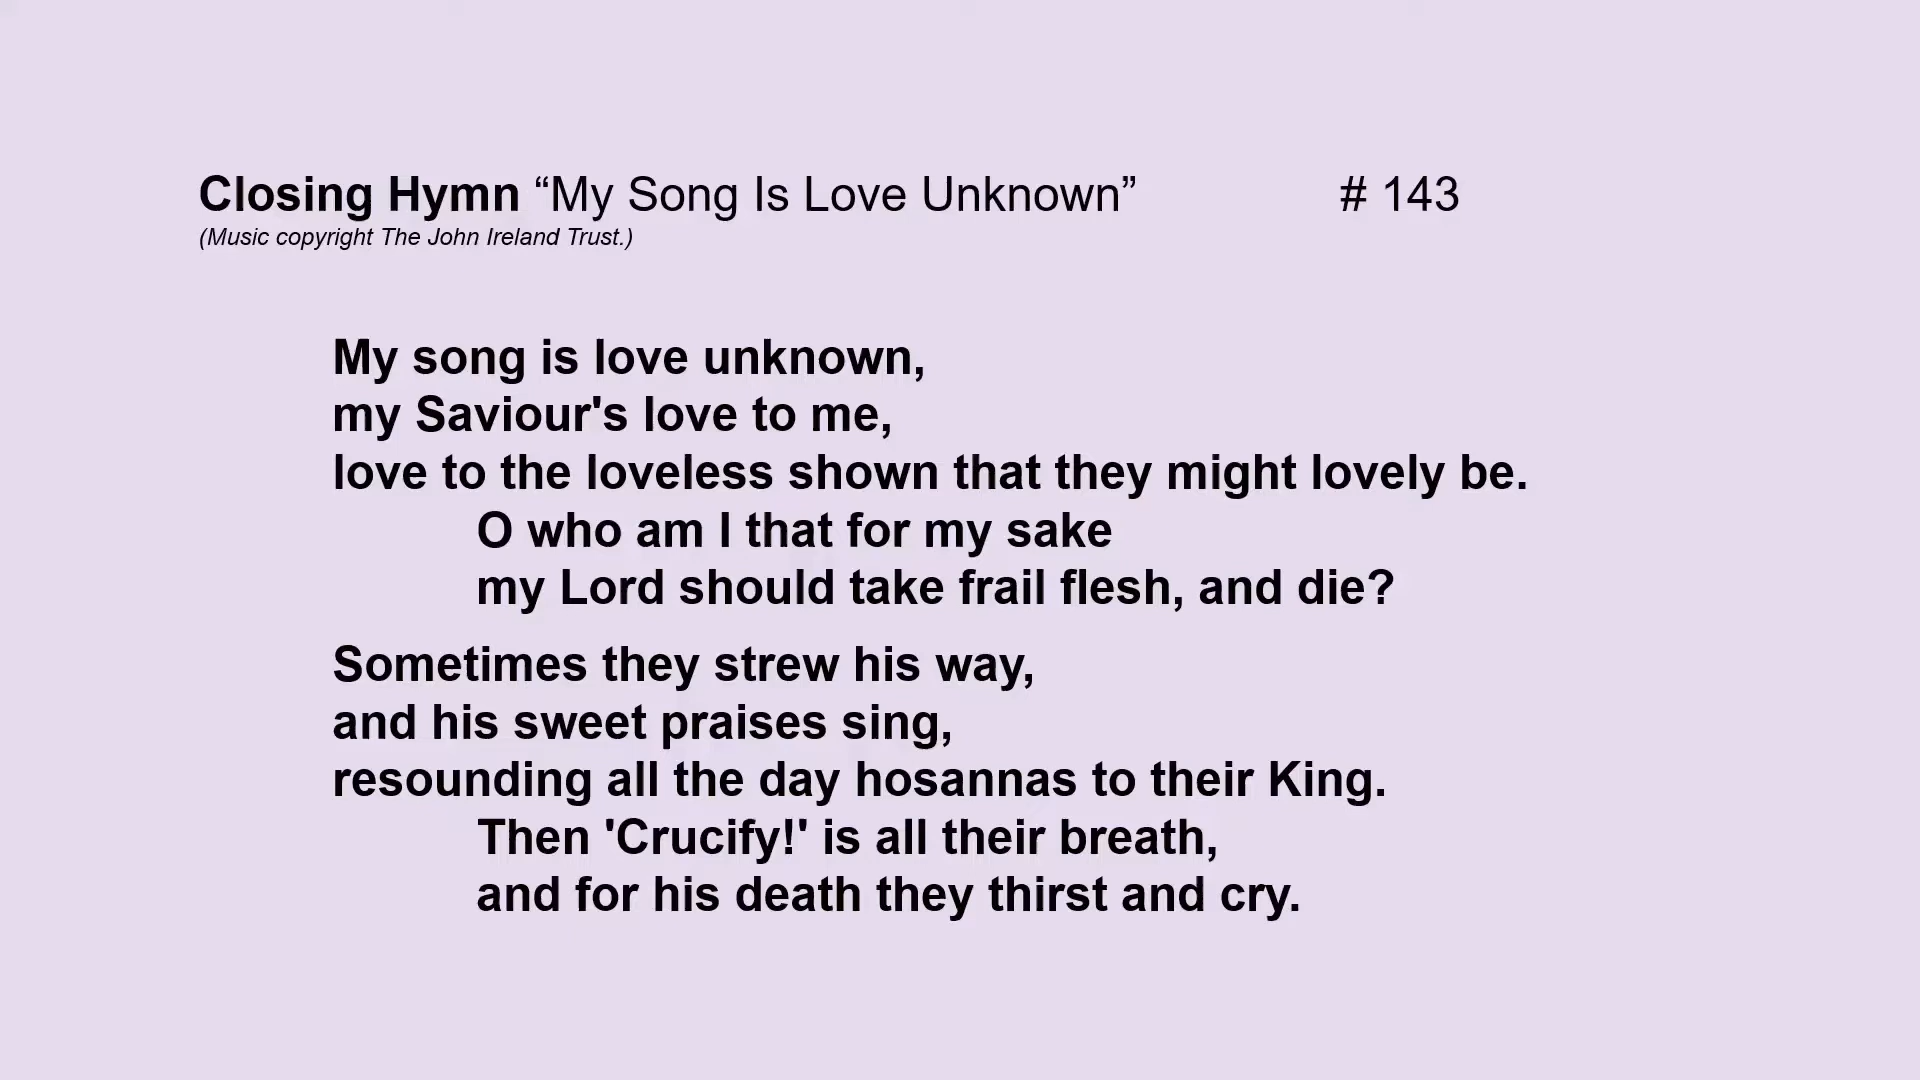 Closing Hymn “My Song Is Love Unknown” # 143
(Music copyright The John Ireland Trust.)
My song is love unknown,
my Saviour's love to me,
love to the loveless shown that they might lovely be.
O who am I that for my sake
my Lord should take frail flesh, and die?
Sometimes they strew his way,
and his sweet praises sing,
resounding all the day hosannas to their King.
Then 'Crucify!' is all their breath,
and for his death they thirst and cry.